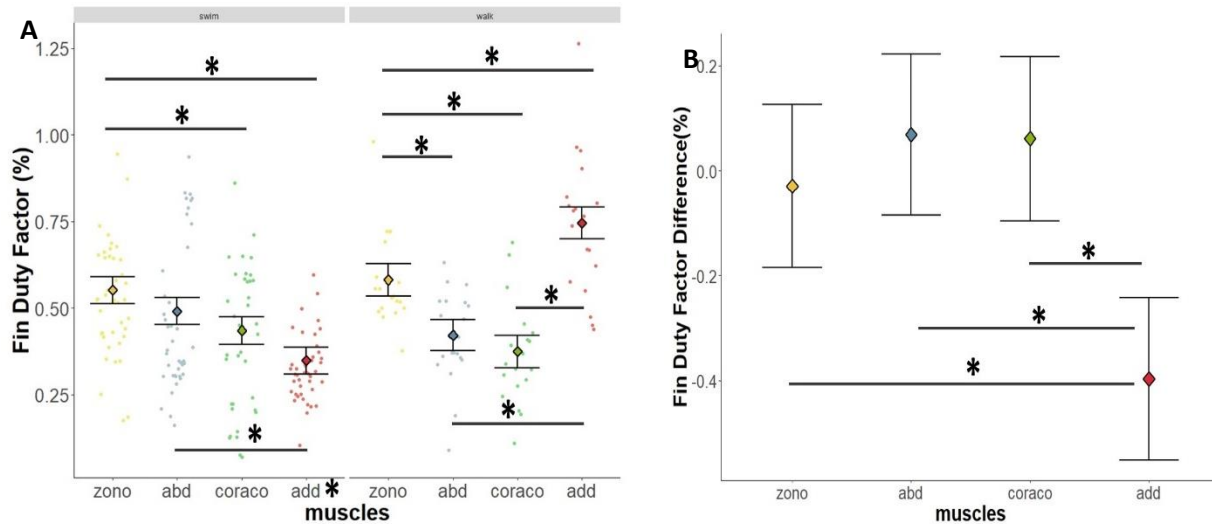 A
swim
walk
Fin Duty Factor (%)
1.25
1.00
0.75
0.50
0.25
*
*
*
*
*
*
*
*
zono
abd
coraco
add *
zono
abd
coraco
add
muscles
B
Fin Duty Factor Difference(%)
0.2
0.0
-0.2
-0.4
*
*
*
zono
abd
coraco
add
muscles